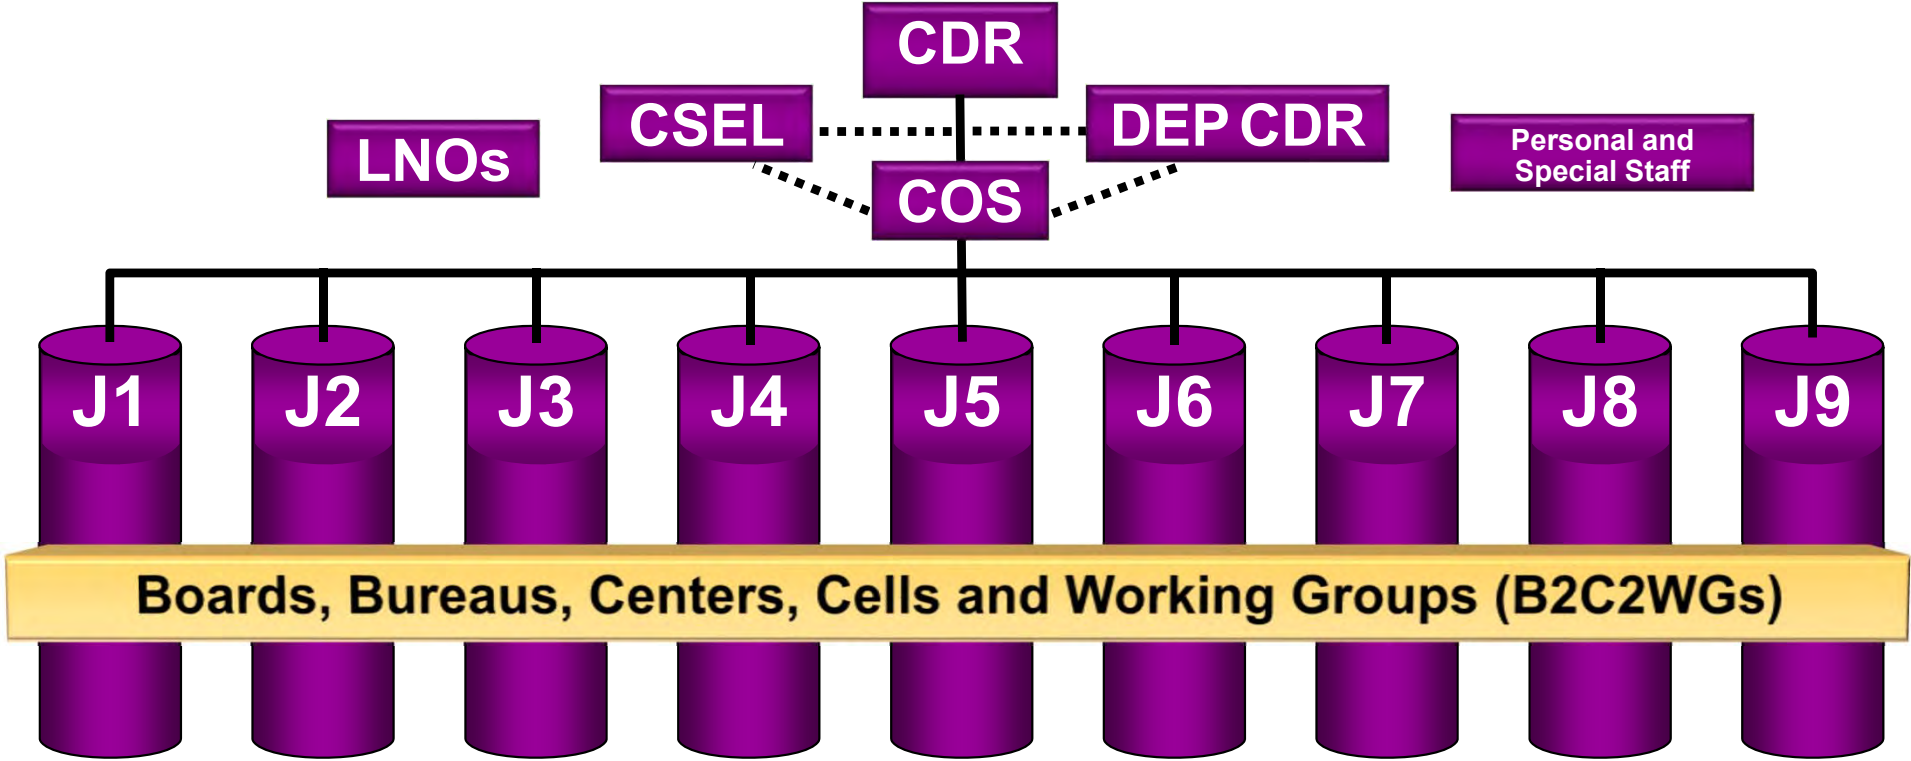 CDR
CSEL
DEP CDR
LNOs
Personal and
Special Staff
COS
J1
J2
J3
J4
J5
J6
J7
J8
J9
Boards, Bureaus, Centers, Cells and Working Groups (B2C2WGs)